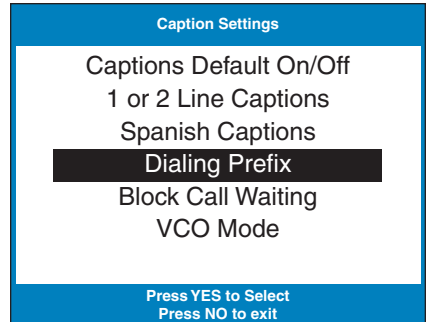 Caption Settings
Captions Default On/Off
1 or 2 Line Captions
Spanish Captions
Dialing Prefix
Block Call Waiting
VCO Mode
Press YES to Select
Press NO to exit